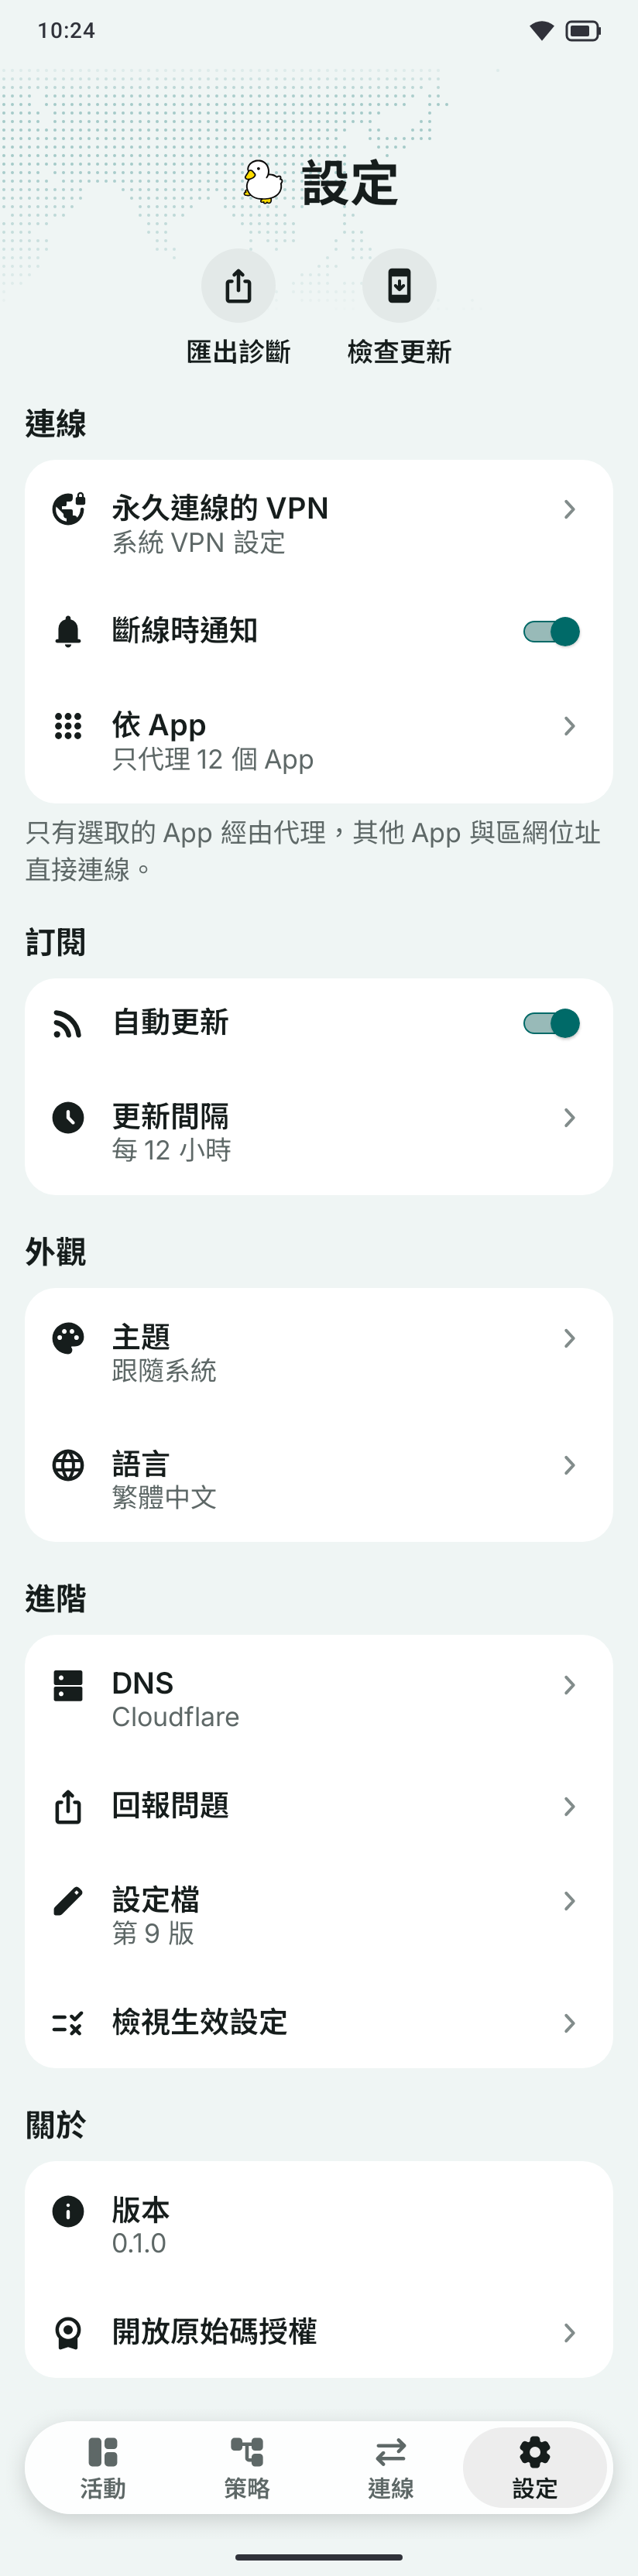 10:24
設定
匯出診斷
檢查更新
連線
永久連線的 VPN
系統 VPN 設定
斷線時通知
依 App
只代理 12 個 App
只有選取的 App 經由代理，其他 App 與區網位址
直接連線。
訂閱
自動更新
更新間隔
每 12 小時
外觀
主題
跟隨系統
語言
繁體中文
進階
DNS
Cloudflare
回報問題
設定檔
第 9 版
檢視生效設定
關於
版本
0.1.0
開放原始碼授權
活動
策略
連線
設定